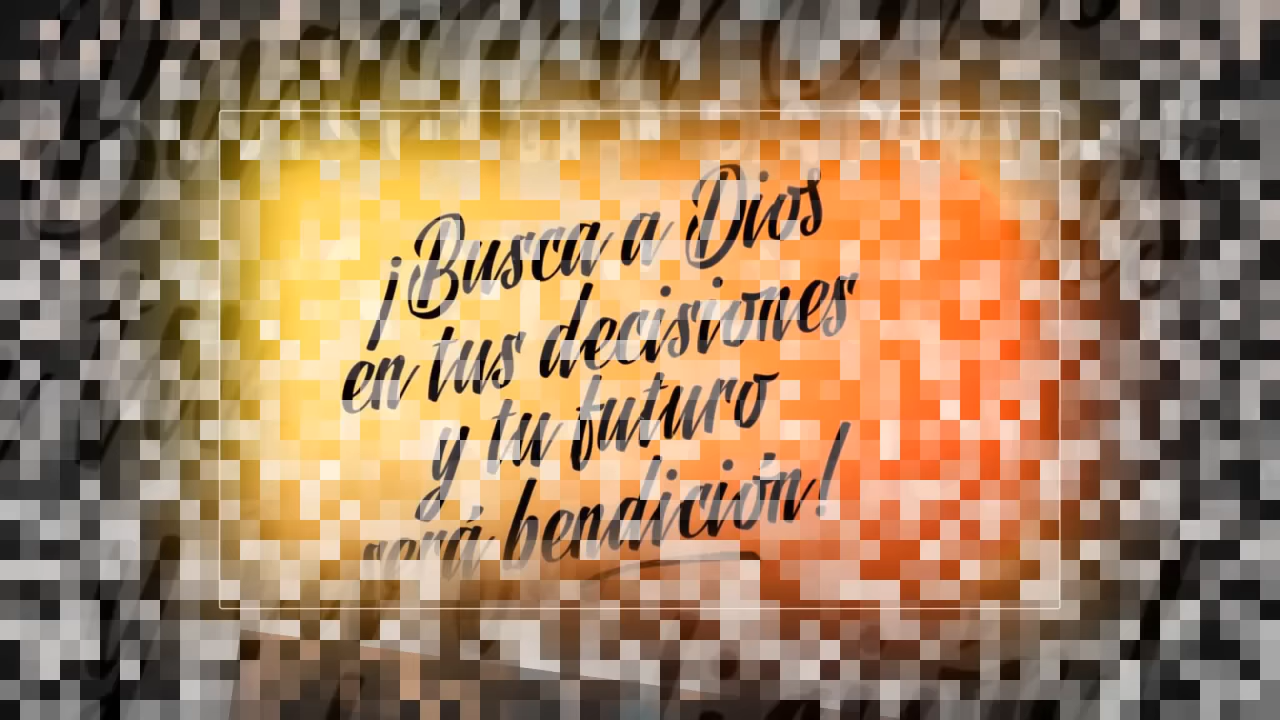 ¡Busca a Dios
en tus decisiones
y tu futuro
será bendición!